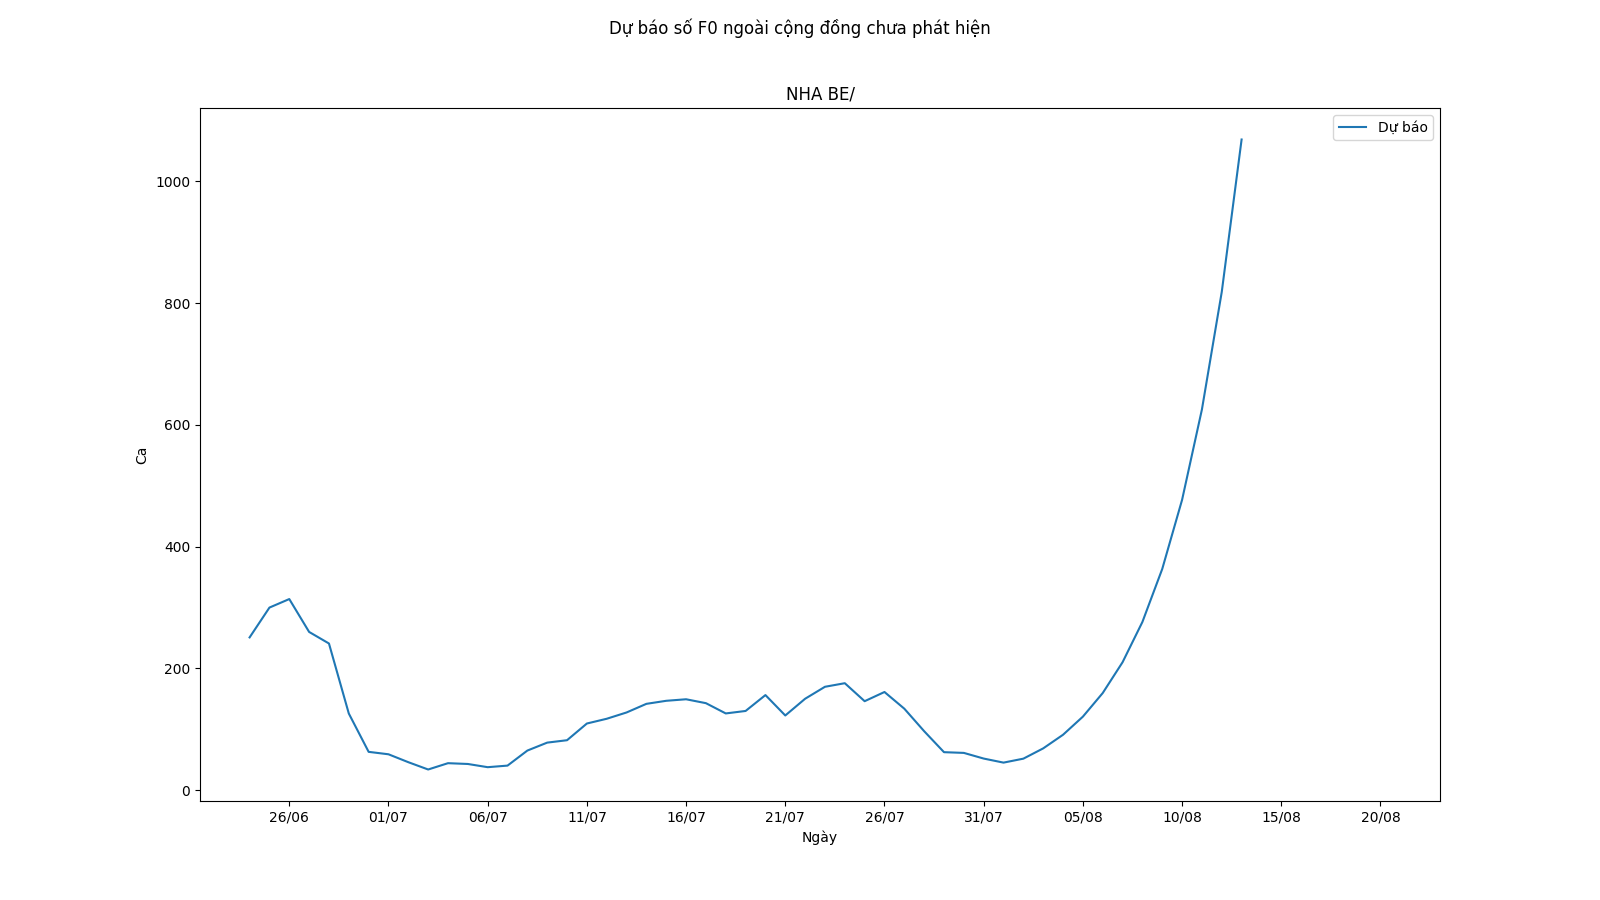 Dự báo số F0 ngoài cộng đồng chưa phát hiện
NHA BE/
Dự báo
1000
800
600
400
200
0
Ca
26/06 01/07 06/07 11/07 16/07 21/07 26/07 31/07 05/08 10/08 15/08 20/08
Ngày